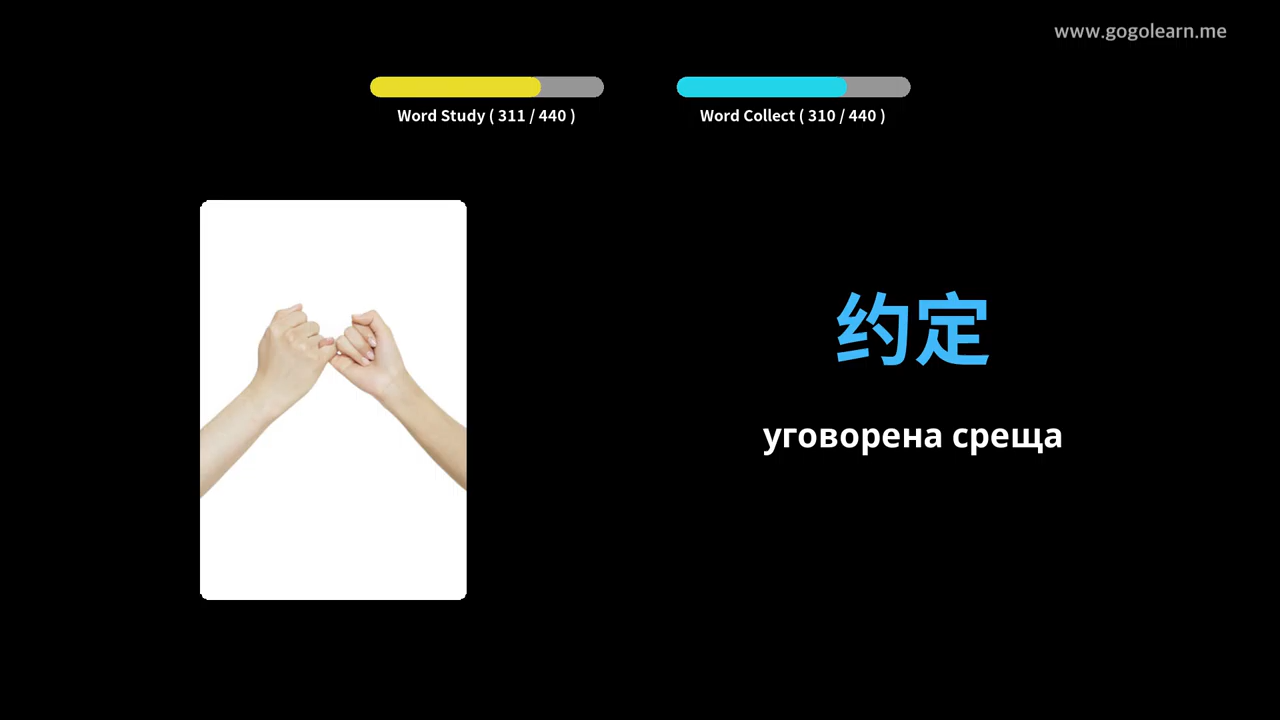 www.gogolearn.me
Word Study ( 311 / 440 )
Word Collect ( 310 / 440 )
约定
уговорена среща